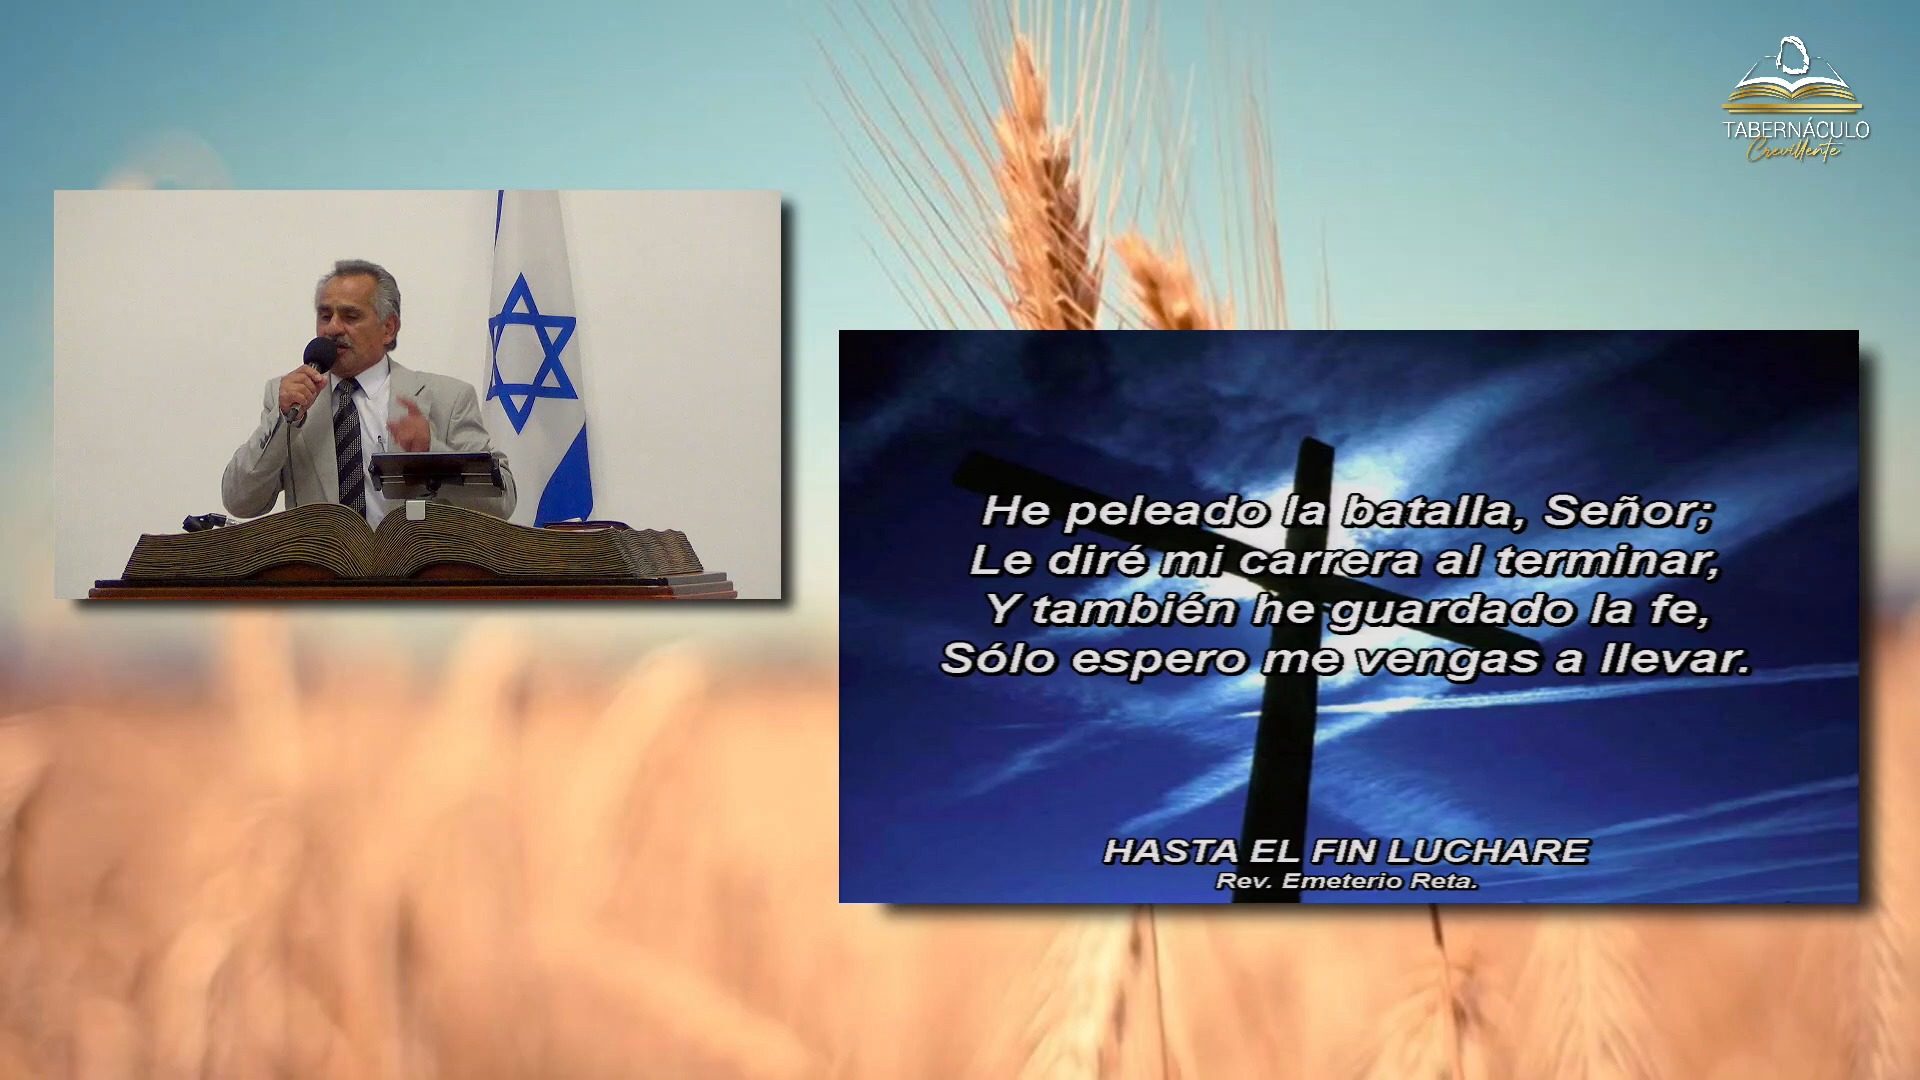 TABERNÁCULO
Crevillente
He peleado la batalla, Señor;
Le diré mi carrera al terminar,
Y también he guardado la fe,
Sólo espero me vengas a llevar.
HASTA EL FIN LUCHARE
Rev. Emeterio Reta.